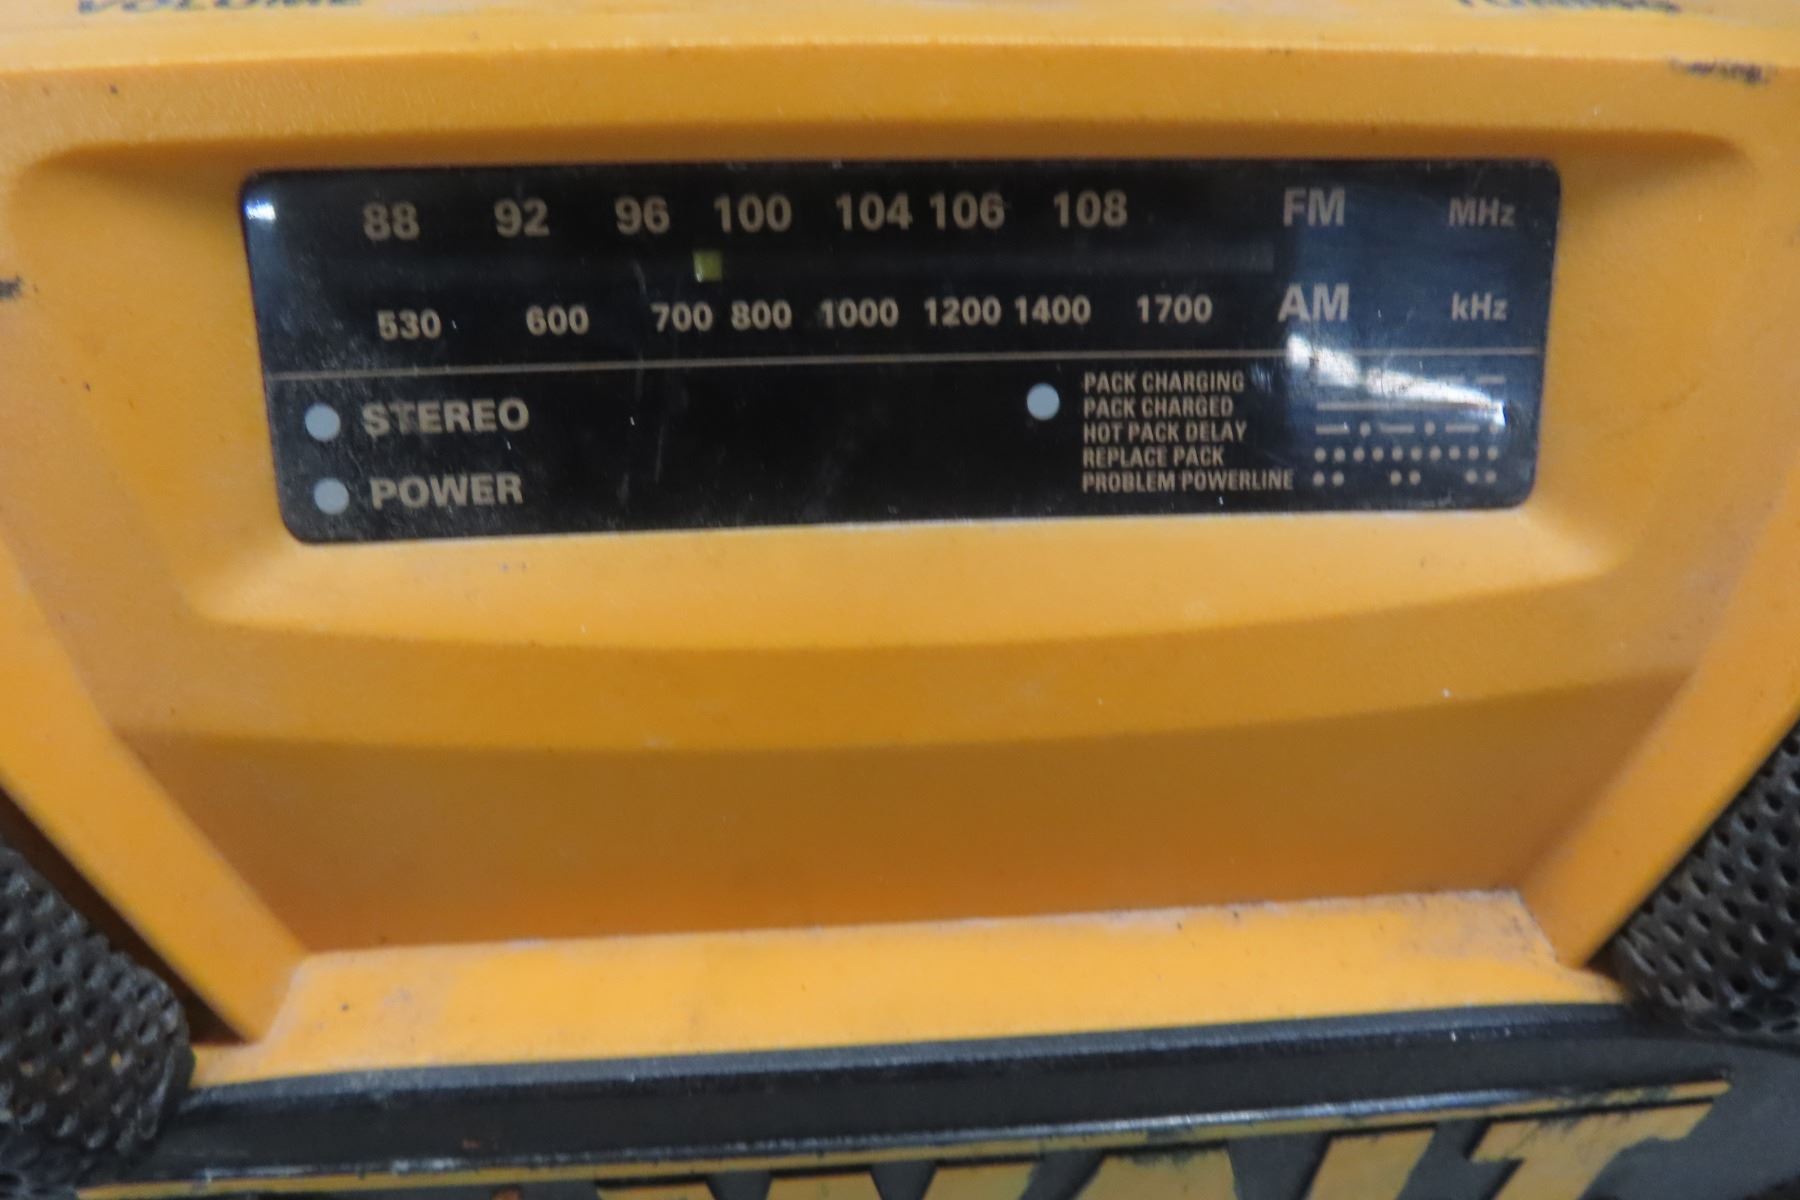 VOLUME
88 92 96 100 104 106 108 FM MHz
530 600 700 800 1000 1200 1400 1700 AM kHz
STEREO
POWER
PACK CHARGING
PACK CHARGED
HOT PACK DELAY
REPLACE PACK
PROBLEM POWERLINE